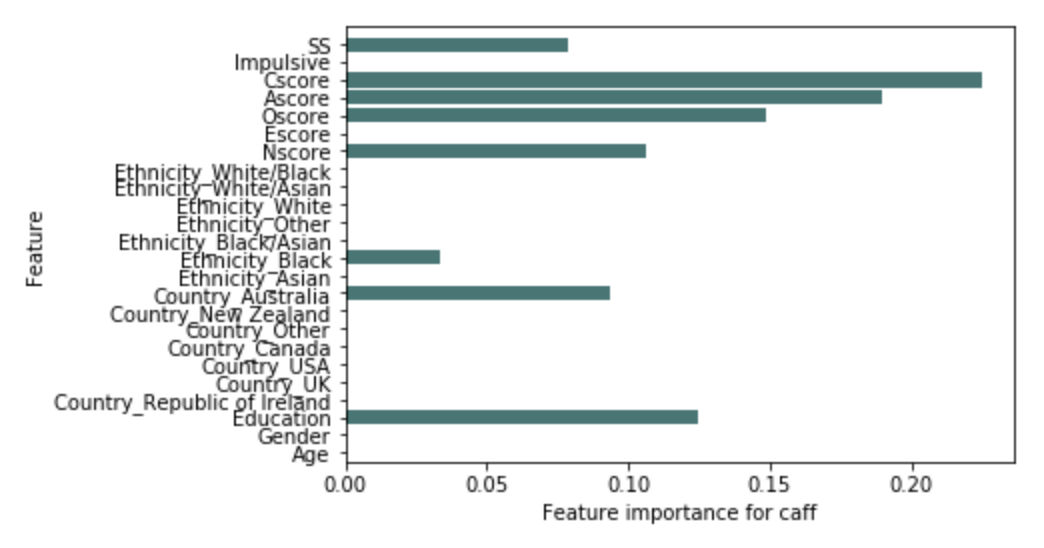 SS
Impulsive
Cscore
Ascore
Oscore
Escore
Nscore
Ethnicity_White/Black
Ethnicity_White/Asian
Ethnicity_White
Ethnicity_Other
Ethnicity_Black/Asian
Ethnicity_Black
Ethnicity_Asian
Country_Australia
Country_New Zealand
Country_Other
Country_Canada
Country_USA
Country_UK
Country_Republic of Ireland
Education
Gender
Age
Feature
0.00 0.05 0.10 0.15 0.20
Feature importance for caff